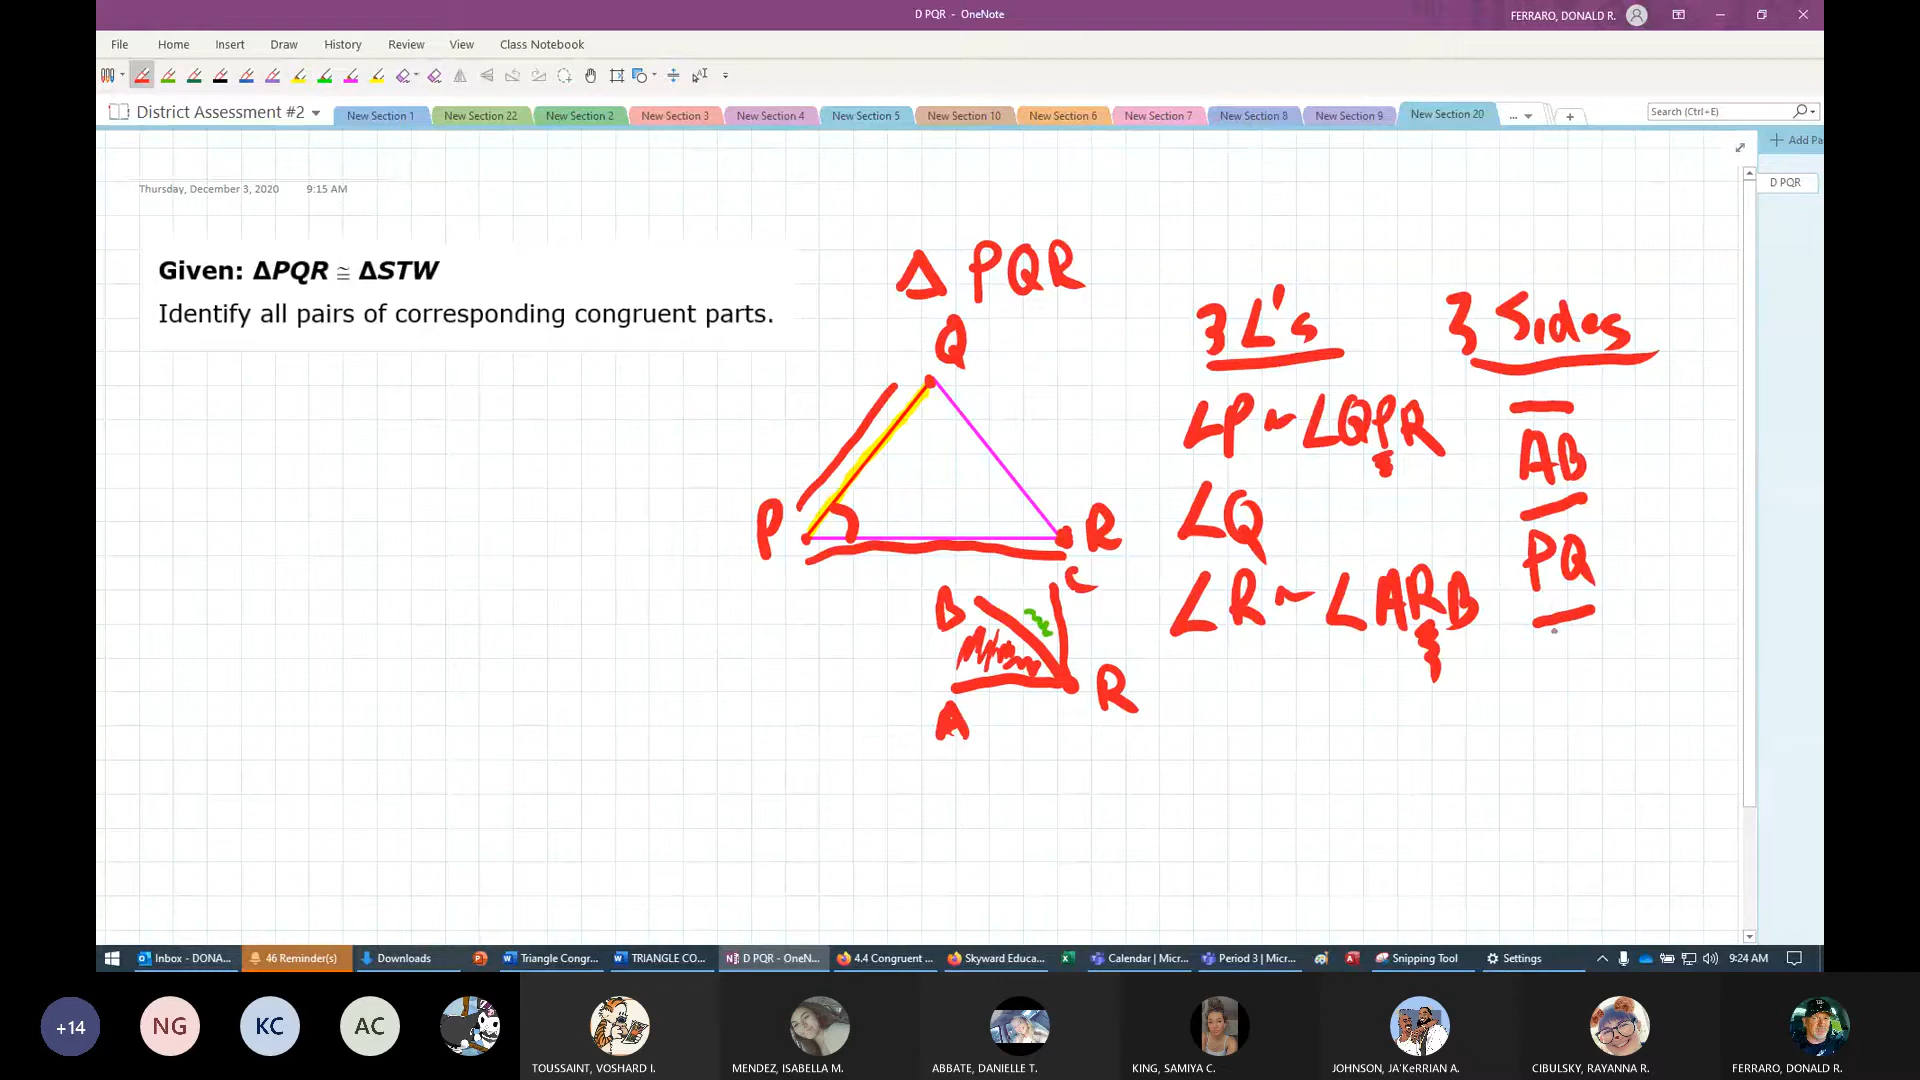 D PQR - OneNote
FERRARO, DONALD R.
File Home Insert Draw History Review View Class Notebook
District Assessment #2
New Section 1 New Section 22 New Section 2 New Section 3 New Section 4 New Section 5 New Section 10 New Section 6 New Section 7 New Section 8 New Section 9 New Section 20 ...
Search (Ctrl+E)
Add Pa
D PQR
Thursday, December 3, 2020 9:15 AM
Given: ΔPQR ≅ ΔSTW
Identify all pairs of corresponding congruent parts.
Δ PQR
Q
P
R
3 ∠'s
∠P ~ ∠QPR
∠Q
∠R ~ ∠ARB
3 Sides
AB
PQ
C
B
R
A
Inbox - DONA... 46 Reminder(s) Downloads Triangle Congr... TRIANGLE CO... D PQR - OneN... 4.4 Congruent ... Skyward Educa... Calendar | Micr... Period 3 | Micr... Snipping Tool Settings 9:24 AM
+14 NG KC AC
TOUSSAINT, VOSHARD I. MENDEZ, ISABELLA M. ABBATE, DANIELLE T. KING, SAMIYA C. JOHNSON, JA'KeRRIAN A. CIBULSKY, RAYANNA R. FERRARO, DONALD R.